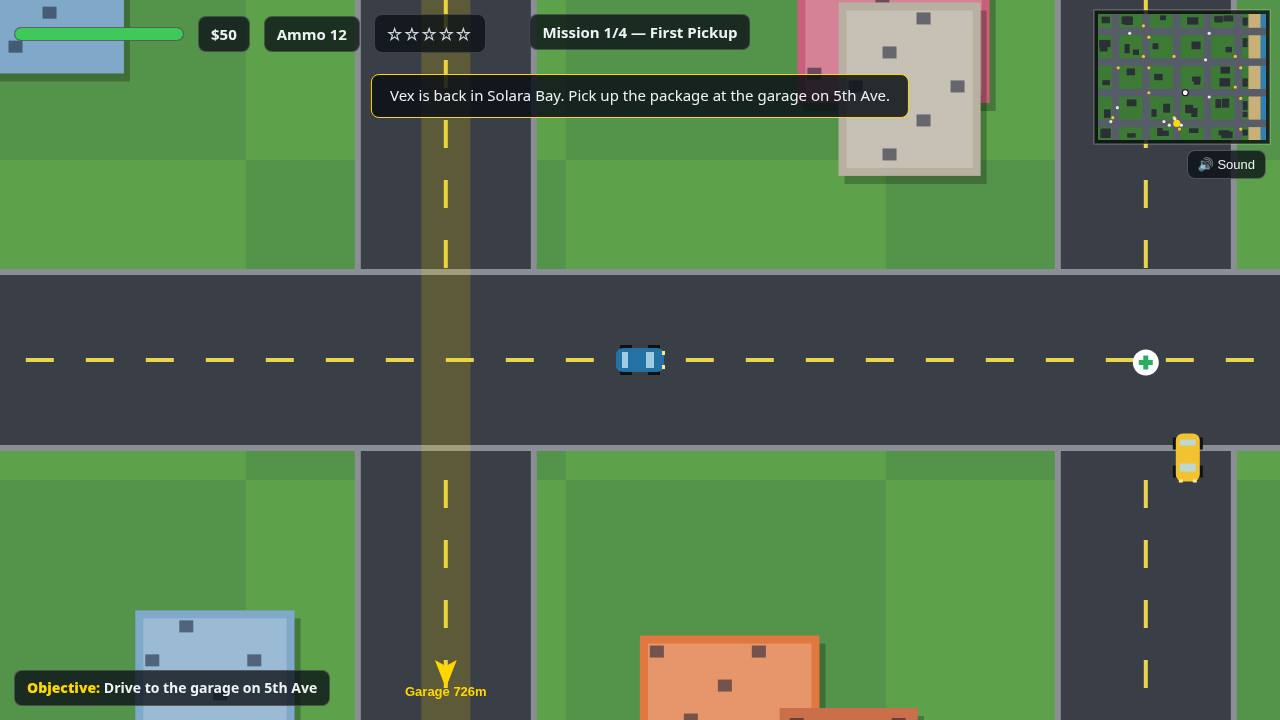 $50
Ammo 12
☆☆☆☆☆
Mission 1/4 — First Pickup
Vex is back in Solara Bay. Pick up the package at the garage on 5th Ave.
🔊 Sound
Objective: Drive to the garage on 5th Ave
Garage 726m